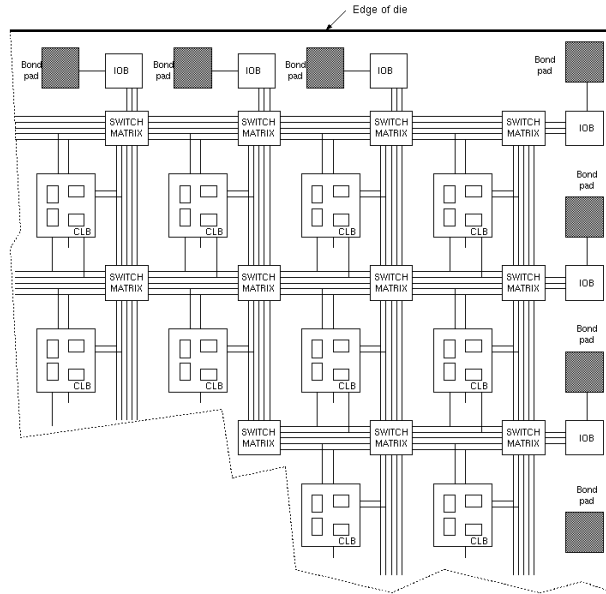 Edge of die
Bond
pad
IOB
Bond
pad
IOB
Bond
pad
IOB
Bond
pad
SWITCH
MATRIX
SWITCH
MATRIX
SWITCH
MATRIX
SWITCH
MATRIX
IOB
Bond
pad
CLB
CLB
CLB
CLB
SWITCH
MATRIX
SWITCH
MATRIX
SWITCH
MATRIX
SWITCH
MATRIX
IOB
Bond
pad
CLB
CLB
CLB
CLB
SWITCH
MATRIX
SWITCH
MATRIX
SWITCH
MATRIX
IOB
Bond
pad
CLB
CLB